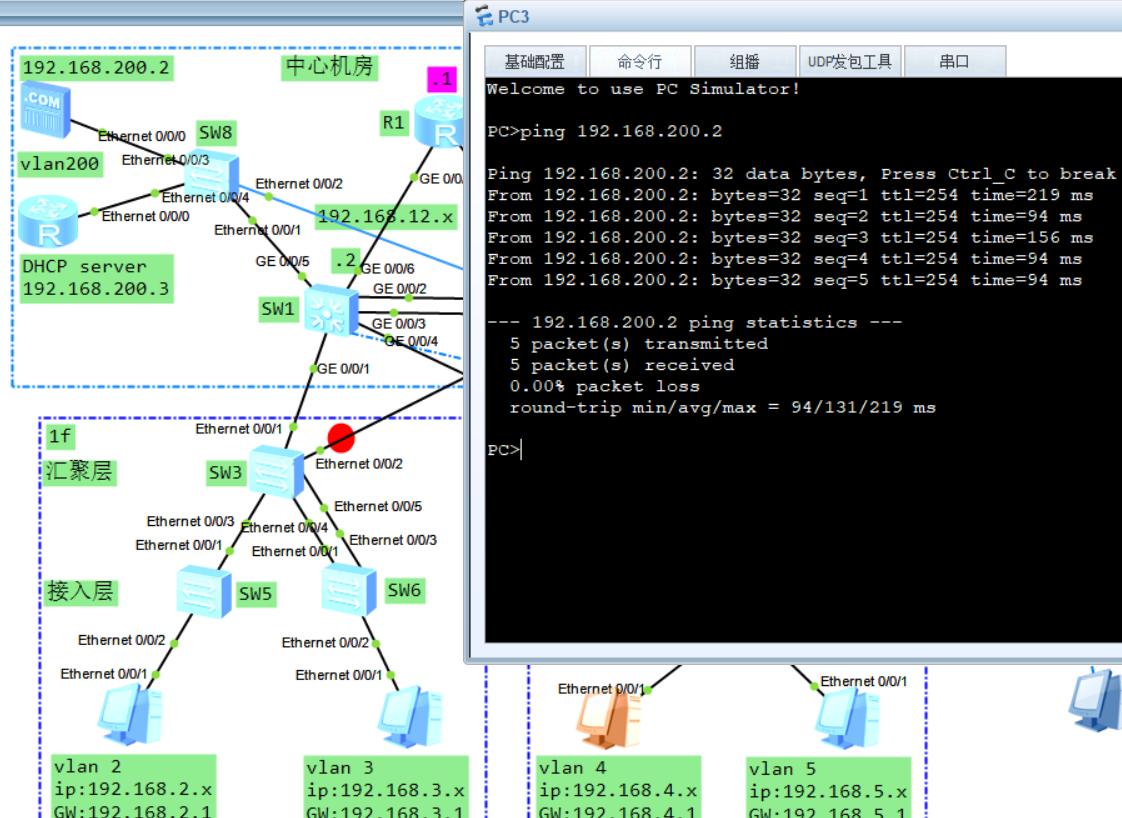 PC3
基础配置
命令行
组播
UDP发包工具
串口
Welcome to use PC Simulator!
PC>ping 192.168.200.2
Ping 192.168.200.2: 32 data bytes, Press Ctrl_C to break
From 192.168.200.2: bytes=32 seq=1 ttl=254 time=219 ms
From 192.168.200.2: bytes=32 seq=2 ttl=254 time=94 ms
From 192.168.200.2: bytes=32 seq=3 ttl=254 time=156 ms
From 192.168.200.2: bytes=32 seq=4 ttl=254 time=94 ms
From 192.168.200.2: bytes=32 seq=5 ttl=254 time=94 ms
--- 192.168.200.2 ping statistics ---
5 packet(s) transmitted
5 packet(s) received
0.00% packet loss
round-trip min/avg/max = 94/131/219 ms
PC>
192.168.200.2
中心机房
.1
.COM
R1
R
Ethernet 0/0/0
SW8
vlan200
Ethernet 0/0/3
GE 0/0/
Ethernet 0/0/2
Ethernet 0/0/4
R
Ethernet 0/0/0
192.168.12.x
Ethernet 0/0/1
DHCP server
192.168.200.3
GE 0/0/5
.2
GE 0/0/6
GE 0/0/2
SW1
GE 0/0/3
GE 0/0/4
GE 0/0/1
1f
Ethernet 0/0/1
汇聚层
SW3
Ethernet 0/0/2
Ethernet 0/0/5
Ethernet 0/0/3
Ethernet 0/0/4
Ethernet 0/0/3
Ethernet 0/0/1
Ethernet 0/0/1
接入层
SW5
SW6
Ethernet 0/0/2
Ethernet 0/0/2
Ethernet 0/0/1
Ethernet 0/0/1
Ethernet 0/0/1
Ethernet 0/0/1
vlan 2
ip:192.168.2.x
GW:192.168.2.1
vlan 3
ip:192.168.3.x
GW:192.168.3.1
vlan 4
ip:192.168.4.x
GW:192.168.4.1
vlan 5
ip:192.168.5.x
GW:192.168.5.1